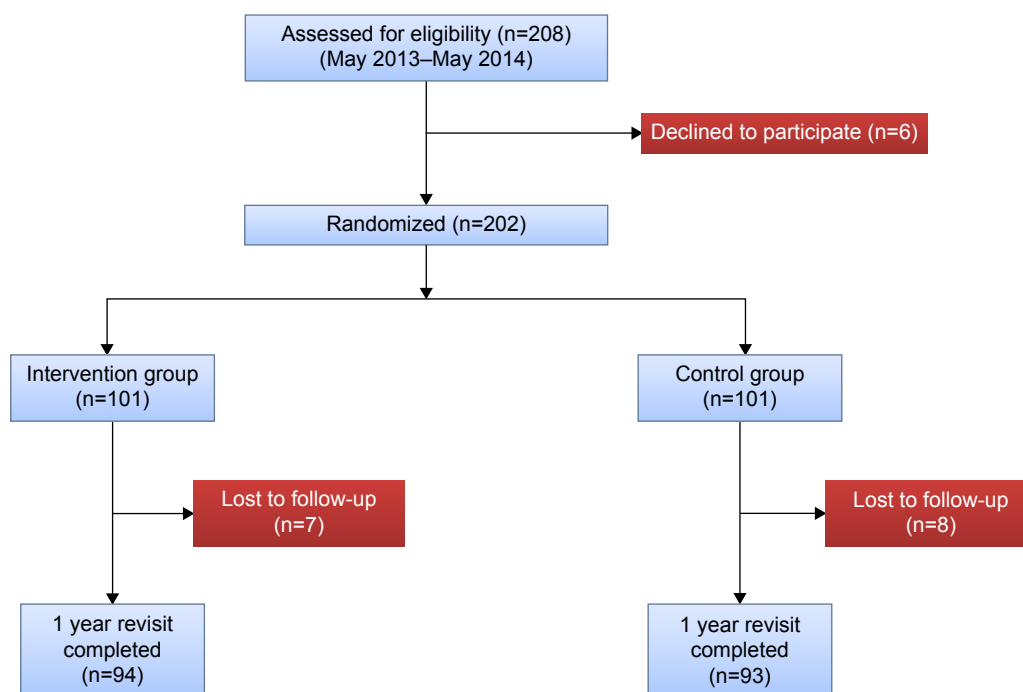 Assessed for eligibility (n=208)
(May 2013–May 2014)
Declined to participate (n=6)
Randomized (n=202)
Intervention group
(n=101)
Control group
(n=101)
Lost to follow-up
(n=7)
Lost to follow-up
(n=8)
1 year revisit
completed
(n=94)
1 year revisit
completed
(n=93)